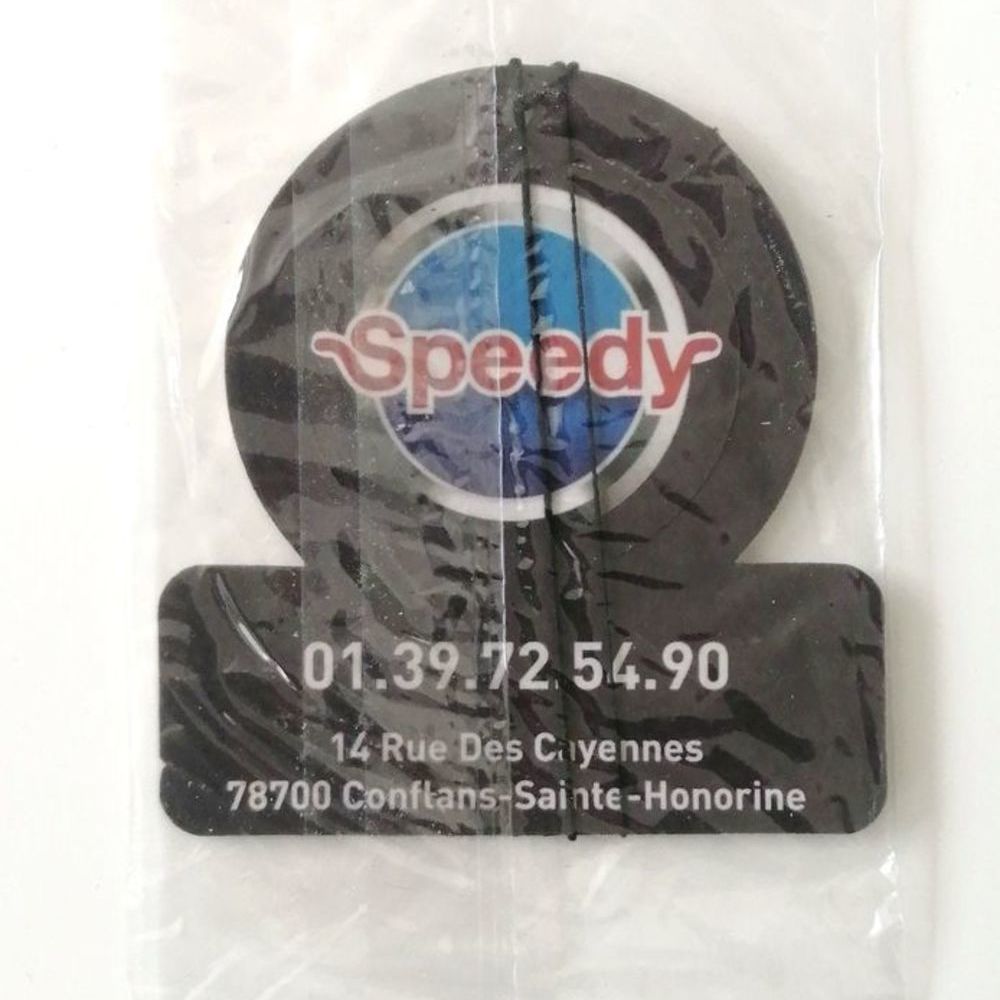 Speedy
01.39.72.54.90
14 Rue Des Cayennes
78700 Conflans-Sainte-Honorine